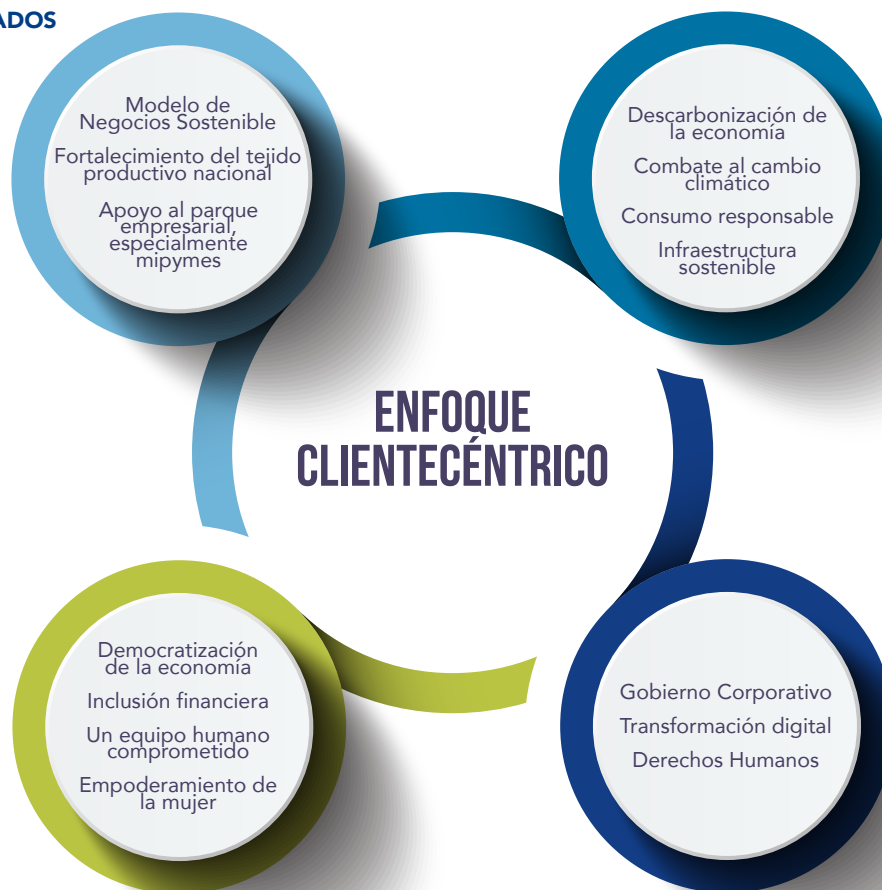 ADOS
Modelo de
Negocios Sostenible
Fortalecimiento del tejido
productivo nacional
Apoyo al parque
empresarial,
especialmente
mipymes
Descarbonización de
la economía
Combate al cambio
climático
Consumo responsable
Infraestructura
sostenible
ENFOQUE
CLIENTECÉNTRICO
Democratización
de la economía
Inclusión financiera
Un equipo humano
comprometido
Empoderamiento de
la mujer
Gobierno Corporativo
Transformación digital
Derechos Humanos